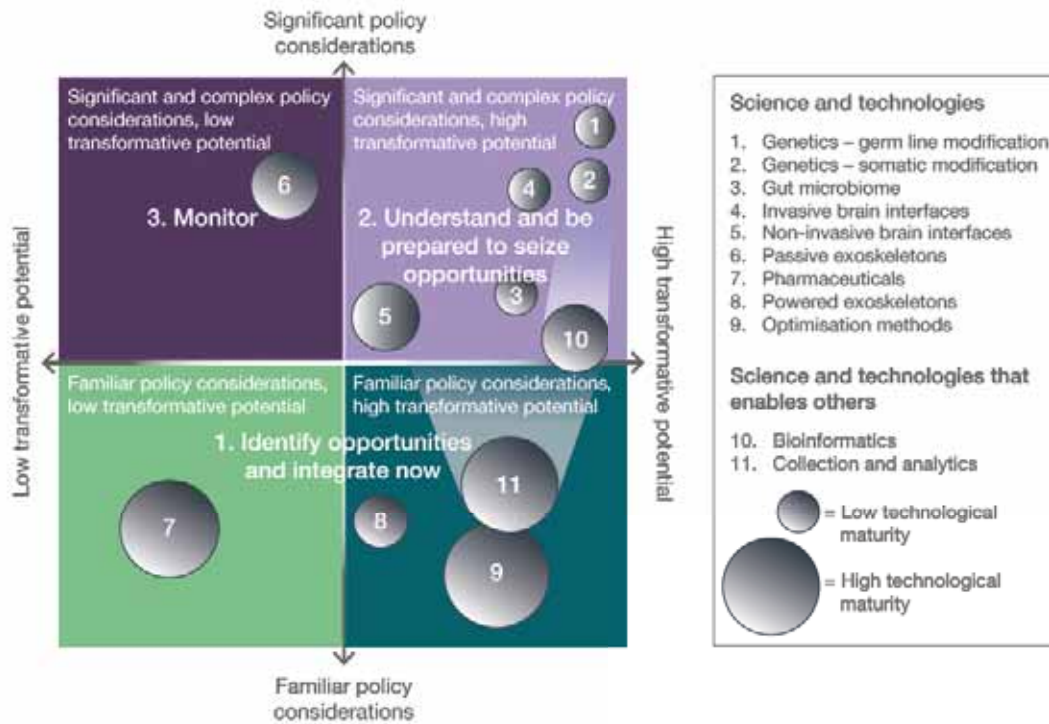 Significant policy
considerations
Significant and complex policy
considerations, low
transformative potential
Significant and complex policy
considerations, high
transformative potential
1
2
4
6
3. Monitor
2. Understand and be
prepared to seize
opportunities
3
5
10
Low transformative potential
High transformative potential
Familiar policy considerations,
low transformative potential
Familiar policy considerations,
high transformative potential
1. Identify opportunities
and integrate now
11
7
8
9
Familiar policy
considerations
Science and technologies
1. Genetics – germ line modification
2. Genetics – somatic modification
3. Gut microbiome
4. Invasive brain interfaces
5. Non-invasive brain interfaces
6. Passive exoskeletons
7. Pharmaceuticals
8. Powered exoskeletons
9. Optimisation methods
Science and technologies that
enables others
10. Bioinformatics
11. Collection and analytics
= Low technological
maturity
= High technological
maturity